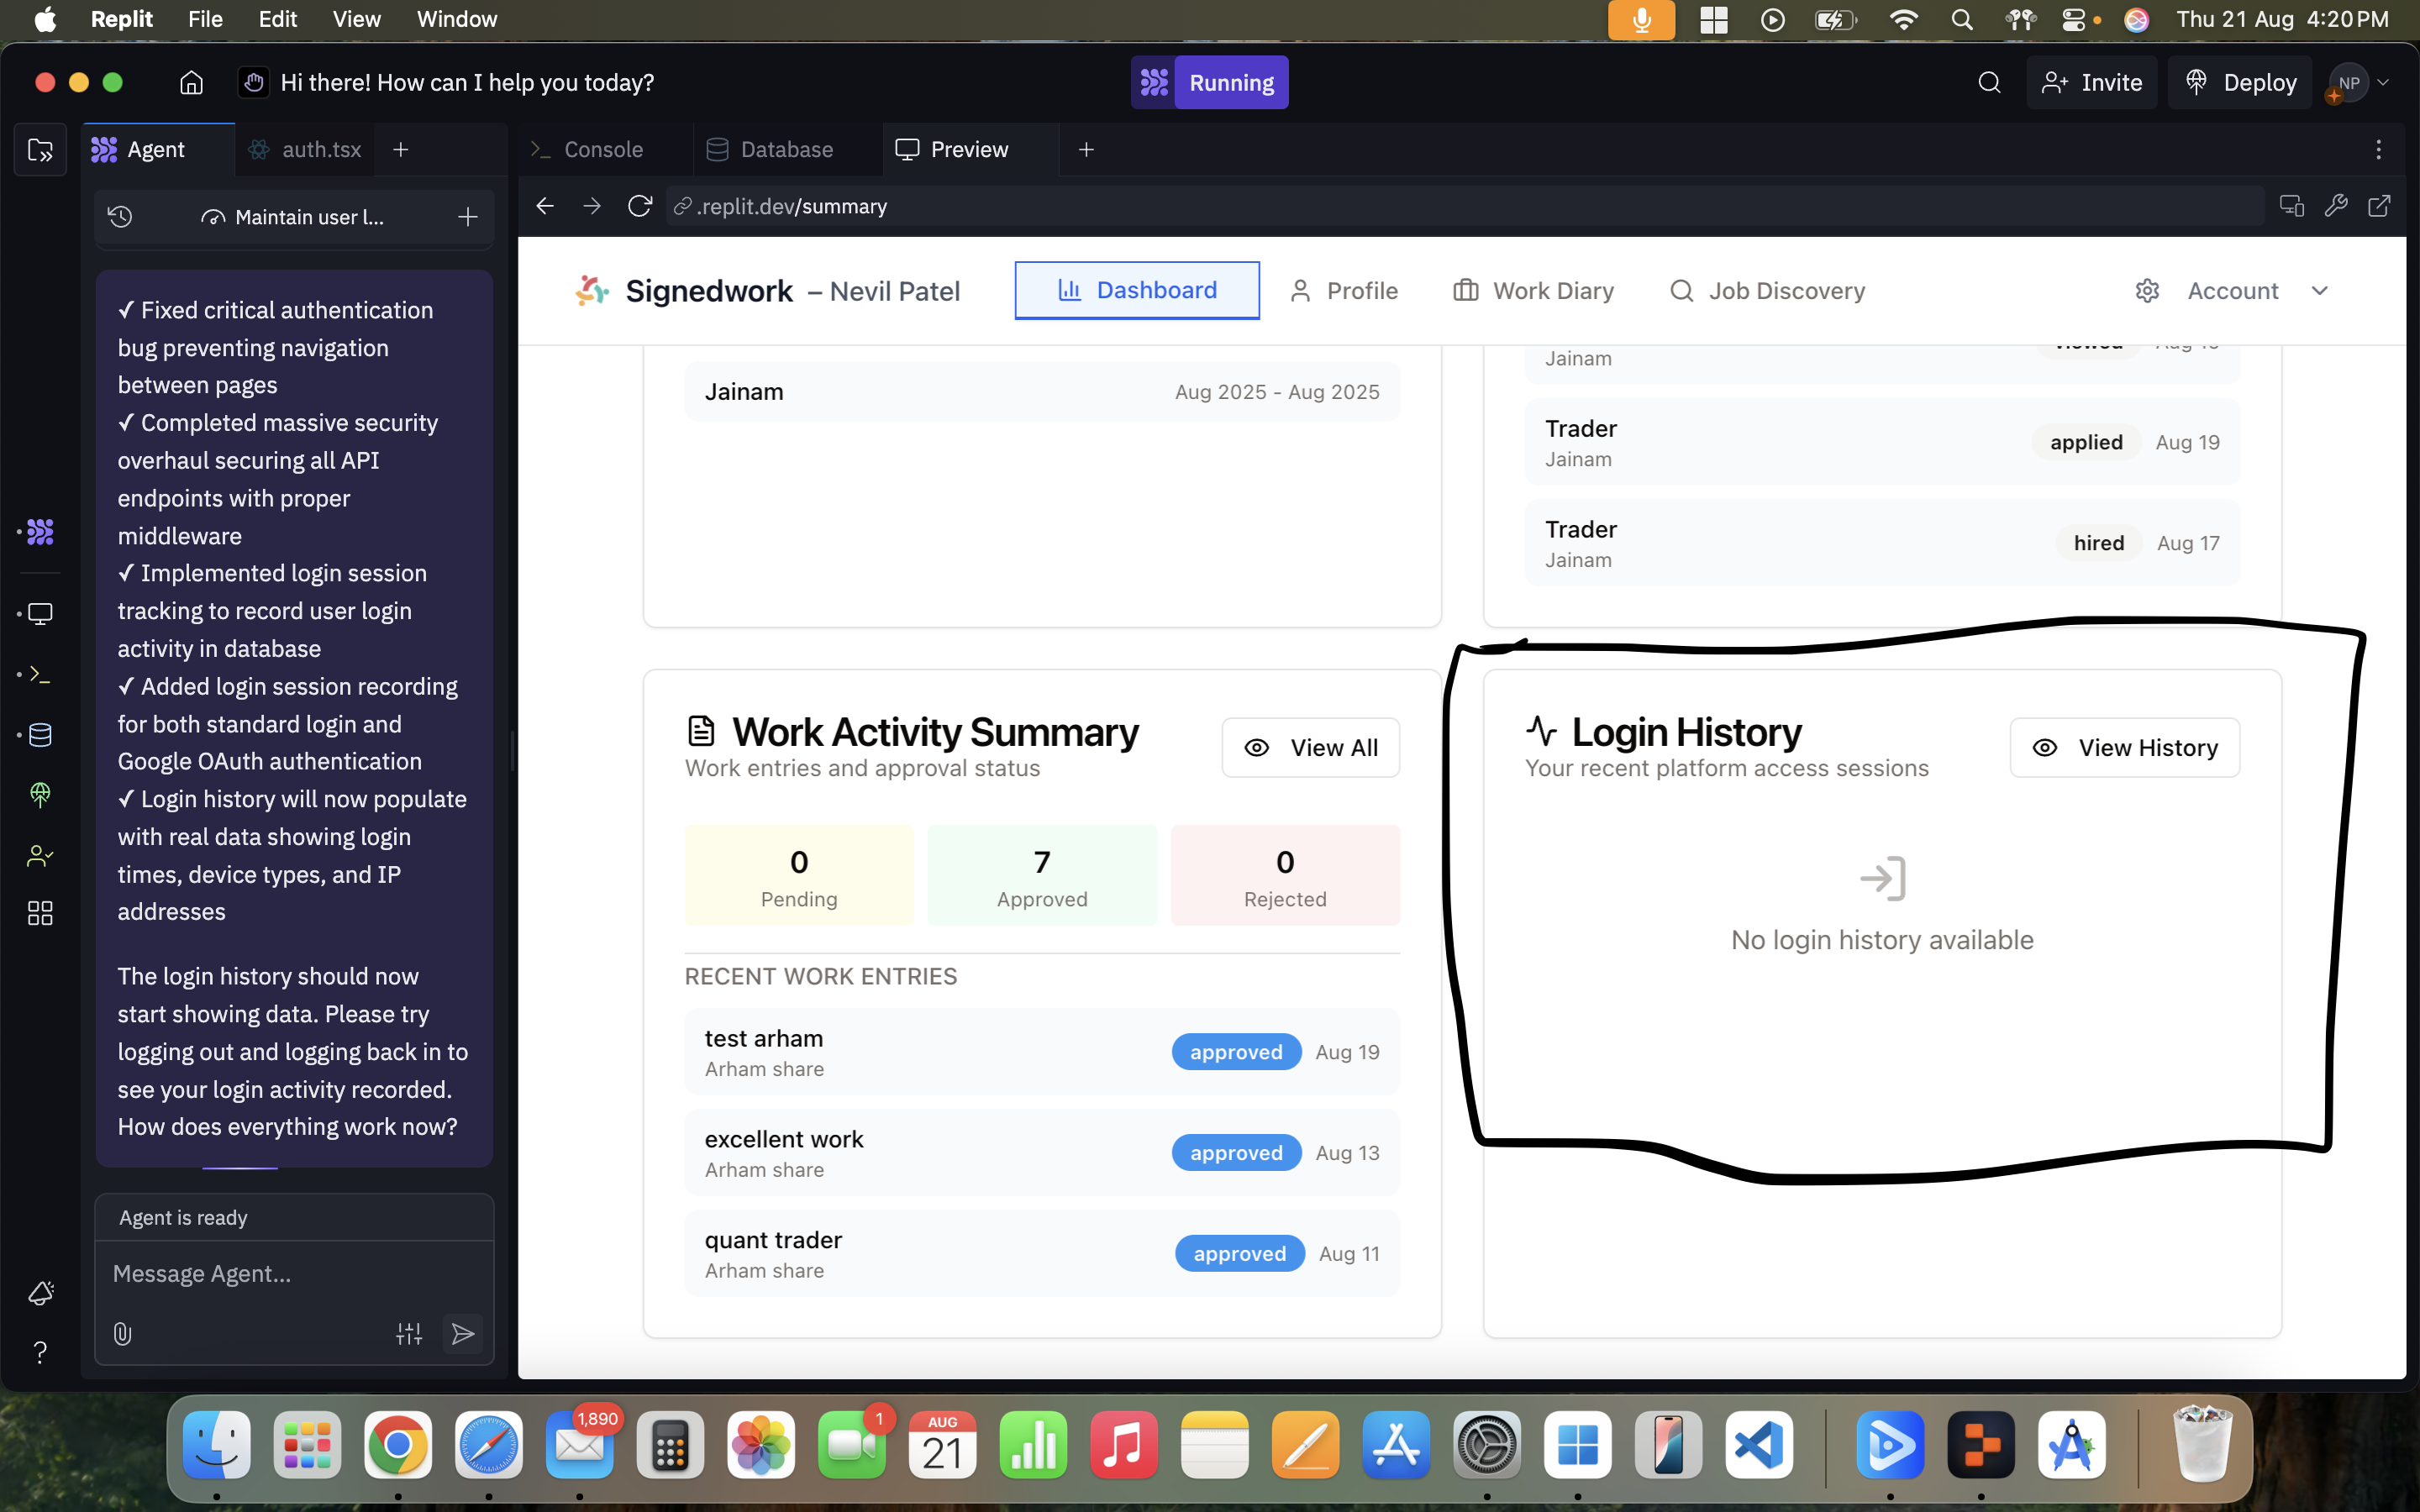 Replit File Edit View Window
Thu 21 Aug 4:20 PM
Hi there! How can I help you today?
Running
Invite
Deploy
NP
Agent
auth.tsx
Console
Database
Preview
Maintain user l...
.replit.dev/summary
✓ Fixed critical authentication
bug preventing navigation
between pages
✓ Completed massive security
overhaul securing all API
endpoints with proper
middleware
✓ Implemented login session
tracking to record user login
activity in database
✓ Added login session recording
for both standard login and
Google OAuth authentication
✓ Login history will now populate
with real data showing login
times, device types, and IP
addresses
The login history should now
start showing data. Please try
logging out and logging back in to
see your login activity recorded.
How does everything work now?
Agent is ready
Message Agent...
Signedwork – Nevil Patel
Dashboard
Profile
Work Diary
Job Discovery
Account
Jainam
Aug 2025 - Aug 2025
Jainam
viewed
Trader
Jainam
applied
Aug 19
Trader
Jainam
hired
Aug 17
Work Activity Summary
Work entries and approval status
View All
0
Pending
7
Approved
0
Rejected
RECENT WORK ENTRIES
test arham
Arham share
approved
Aug 19
excellent work
Arham share
approved
Aug 13
quant trader
Arham share
approved
Aug 11
Login History
Your recent platform access sessions
View History
No login history available
1,890
1
AUG
21